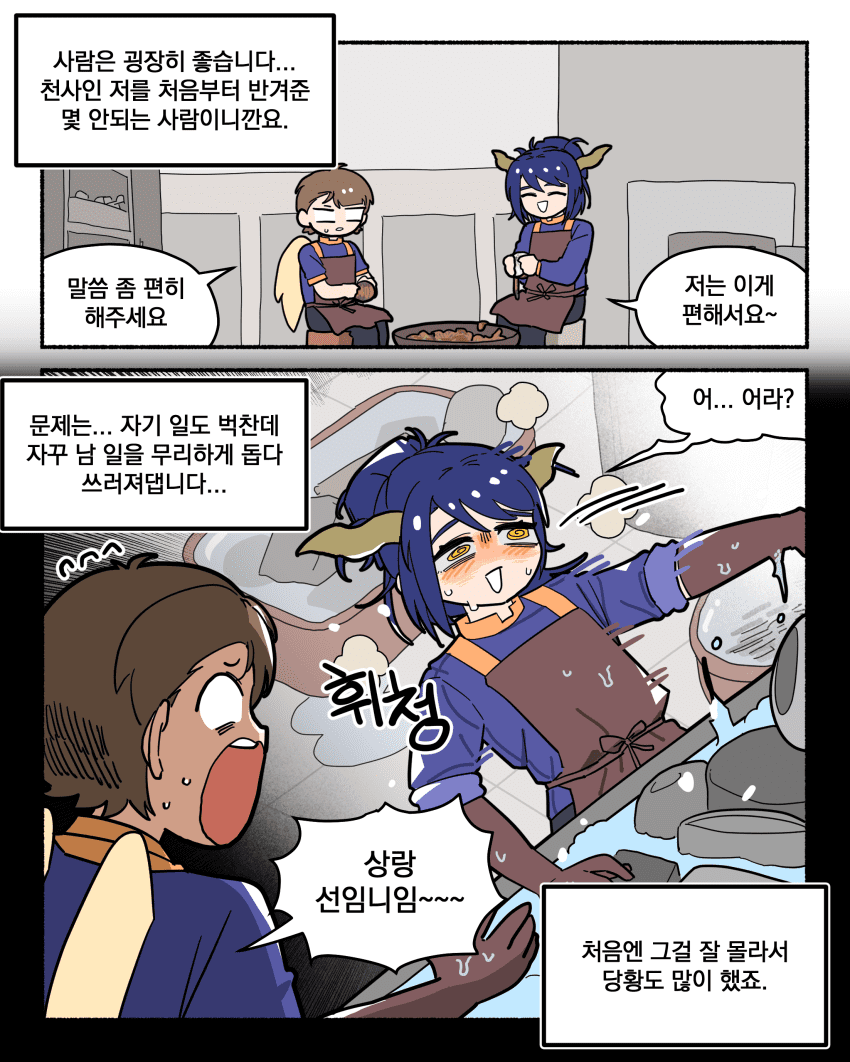 사람은 굉장히 좋습니다...
천사인 저를 처음부터 반겨준
몇 안되는 사람이니깐요.
말씀 좀 편히
해주세요
저는 이게
편해서요~
문제는... 자기 일도 벅찬데
자꾸 남 일을 무리하게 돕다
쓰러져댑니다...
어... 어라?
휘청
상랑
선임니임~~~
처음엔 그걸 잘 몰라서
당황도 많이 했죠.